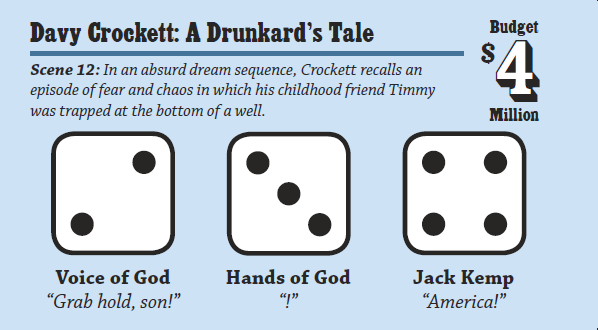 Davy Crockett: A Drunkard’s Tale
Budget
$4
Million
Scene 12: In an absurd dream sequence, Crockett recalls an
episode of fear and chaos in which his childhood friend Timmy
was trapped at the bottom of a well.
Voice of God
“Grab hold, son!”
Hands of God
“!”
Jack Kemp
“America!”